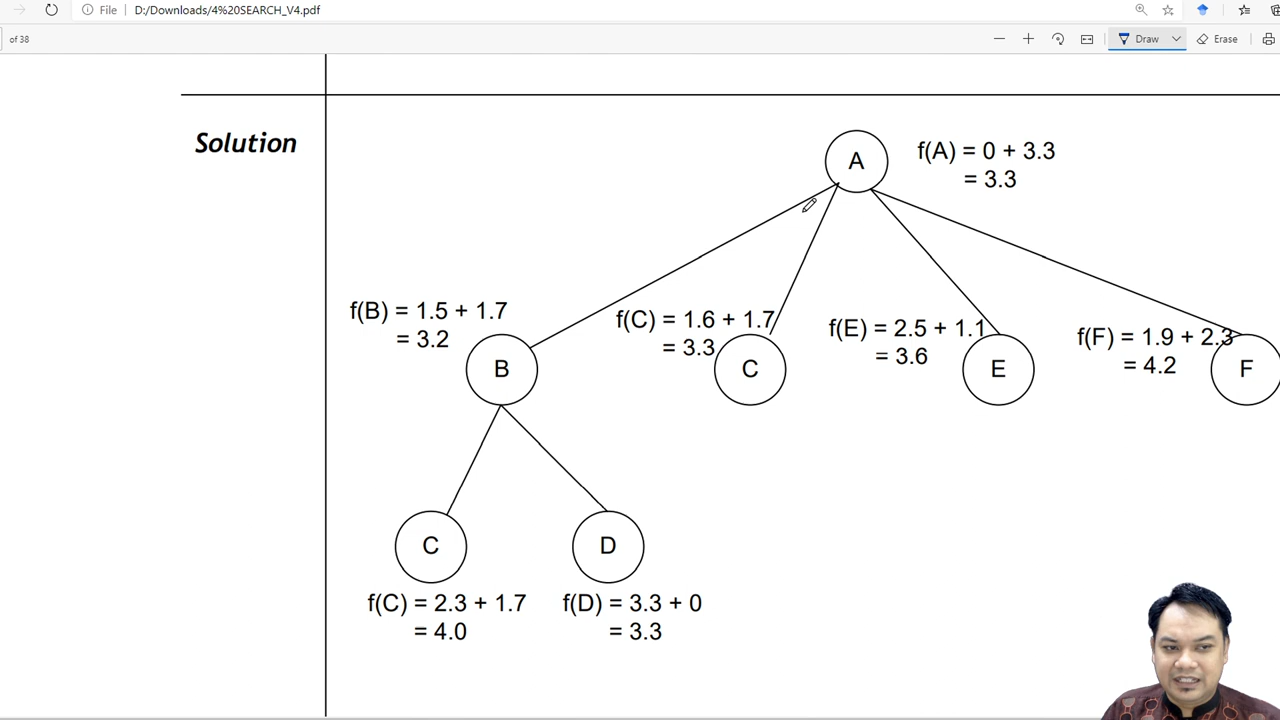 File
D:/Downloads/4%20SEARCH_V4.pdf
of 38
Draw
Erase
Solution
A
f(A) = 0 + 3.3
= 3.3
f(B) = 1.5 + 1.7
= 3.2
B
f(C) = 1.6 + 1.7
= 3.3
C
f(E) = 2.5 + 1.1
= 3.6
E
f(F) = 1.9 + 2.3
= 4.2
F
C
D
f(C) = 2.3 + 1.7
= 4.0
f(D) = 3.3 + 0
= 3.3